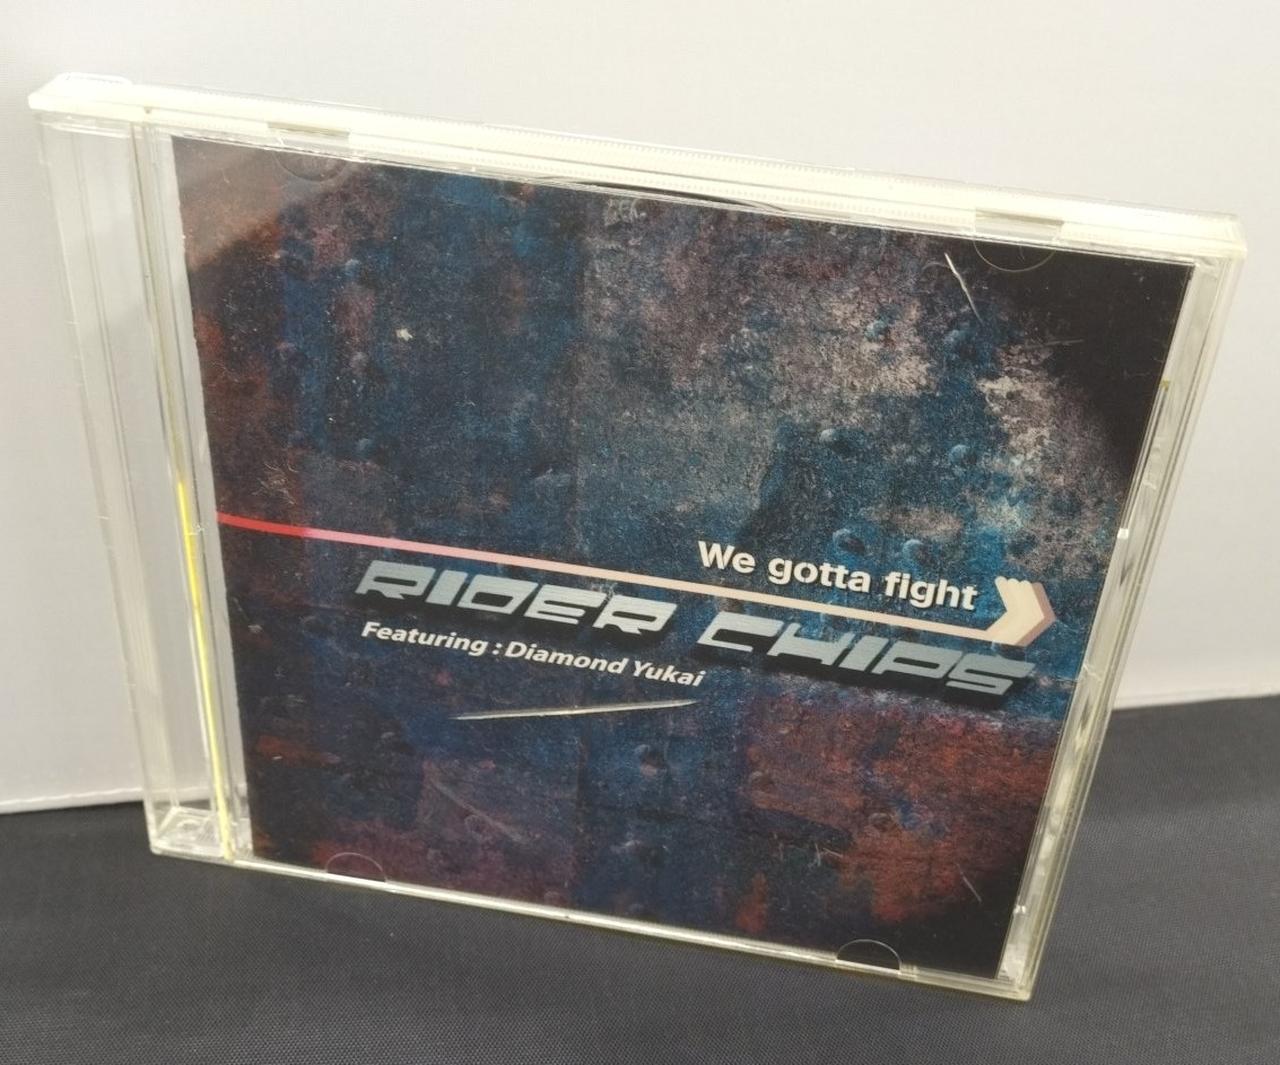 We gotta fight
RIDER CHIPS
Featuring : Diamond Yukai